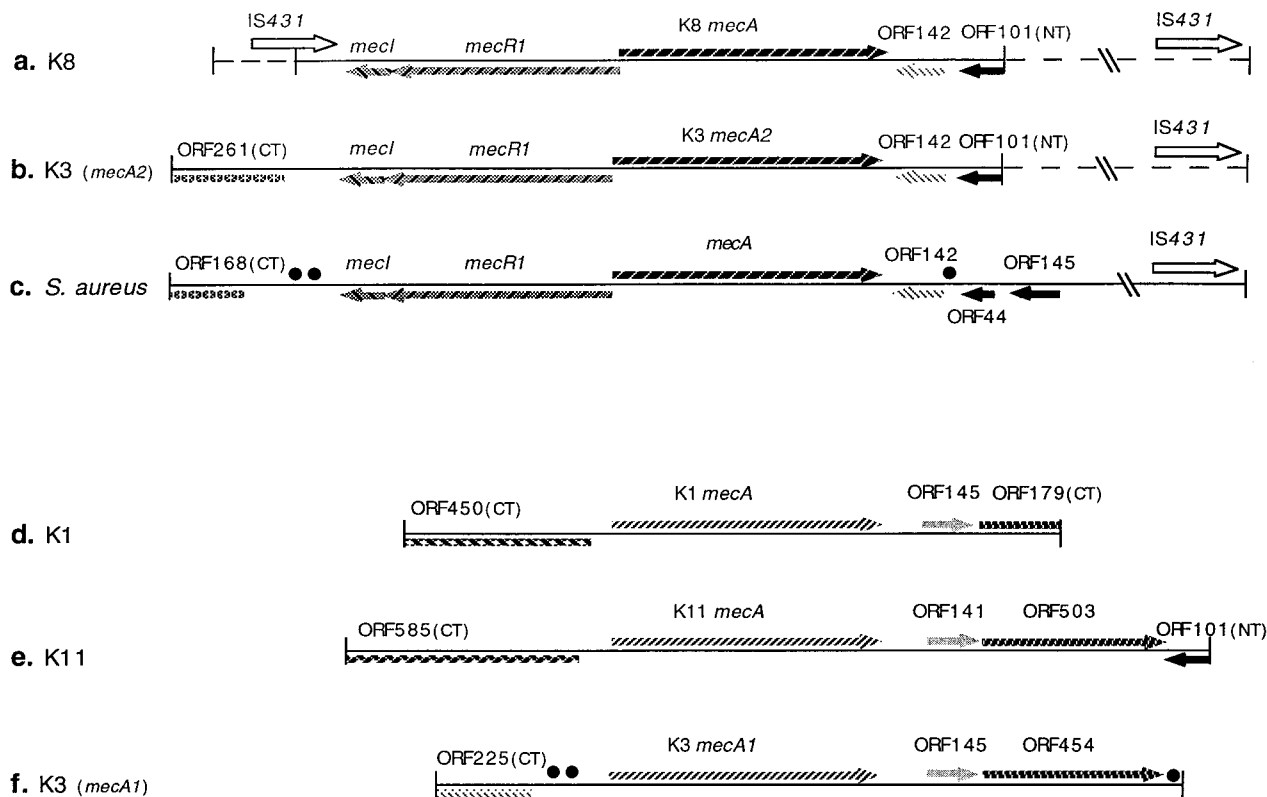 IS431 IS431
mecI mecR1 K8 mecA ORF142 ORF101(NT)
a. K8
IS431
ORF261(CT) mecI mecR1 K3 mecA2 ORF142 ORF101(NT)
b. K3 (mecA2)
IS431
ORF168(CT) mecI mecR1 mecA ORF142 ORF145
c. S. aureus
ORF44
ORF450(CT) K1 mecA ORF145 ORF179(CT)
d. K1
ORF585(CT) K11 mecA ORF141 ORF503 ORF101(NT)
e. K11
ORF225(CT) K3 mecA1 ORF145 ORF454
f. K3 (mecA1)